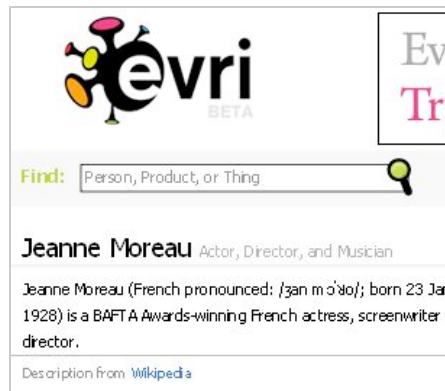 evri
BETA
Ev
Tr
Find: Person, Product, or Thing
Jeanne Moreau Actor, Director, and Musician
Jeanne Moreau (French pronounced: /ʒan mɔˈʁo/; born 23 Jan
1928) is a BAFTA Awards-winning French actress, screenwriter
director.
Description from Wikipedia